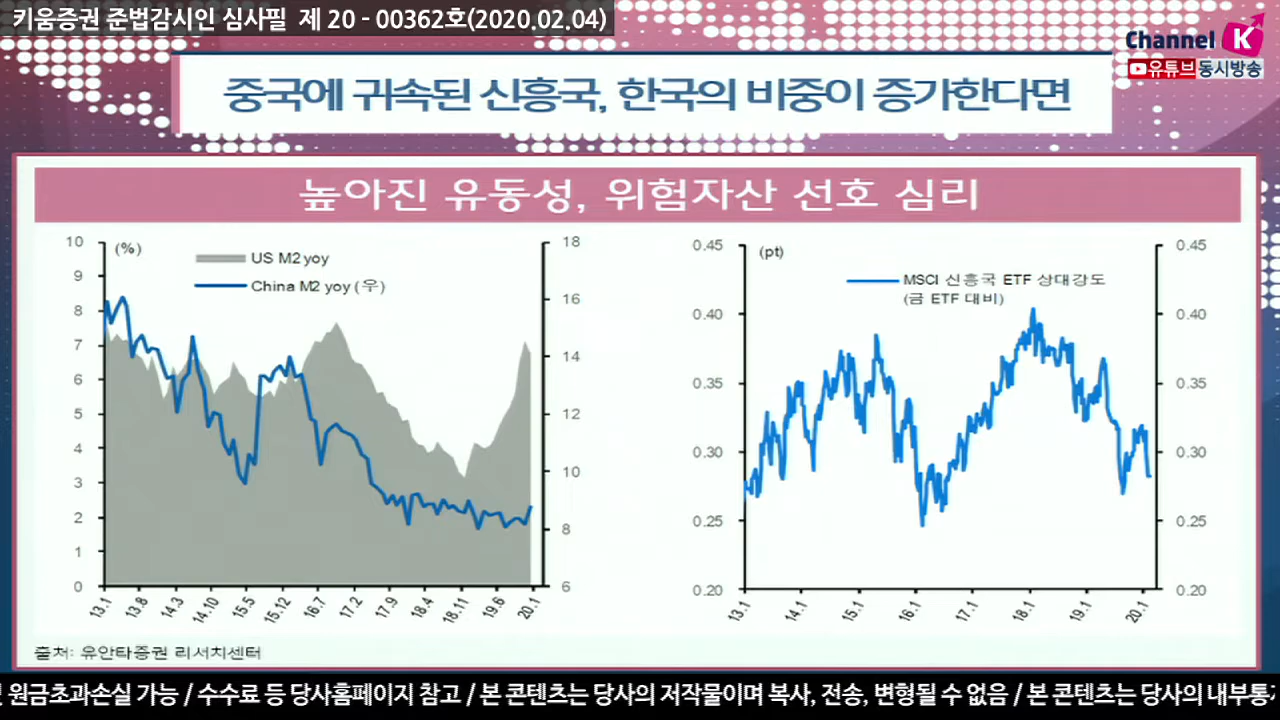 키움증권 준법감시인 심사필 제 20 - 00362호(2020.02.04)
Channel K
유튜브 동시방송
중국에 귀속된 신흥국, 한국의 비중이 증가한다면
높아진 유동성, 위험자산 선호 심리
(%)
US M2 yoy
China M2 yoy (우)
10
9
8
7
6
5
4
3
2
1
0
18
16
14
12
10
8
6
13.1 13.8 14.3 14.10 15.5 15.12 16.7 17.2 17.9 18.4 18.11 19.6 20.1
(pt)
MSCI 신흥국 ETF 상대강도
(금 ETF 대비)
0.45
0.40
0.35
0.30
0.25
0.20
0.45
0.40
0.35
0.30
0.25
0.20
13.1 14.1 15.1 16.1 17.1 18.1 19.1 20.1
출처: 유안타증권 리서치센터
원금초과손실 가능 / 수수료 등 당사홈페이지 참고 / 본 콘텐츠는 당사의 저작물이며 복사, 전송, 변형될 수 없음 / 본 콘텐츠는 당사의 내부통